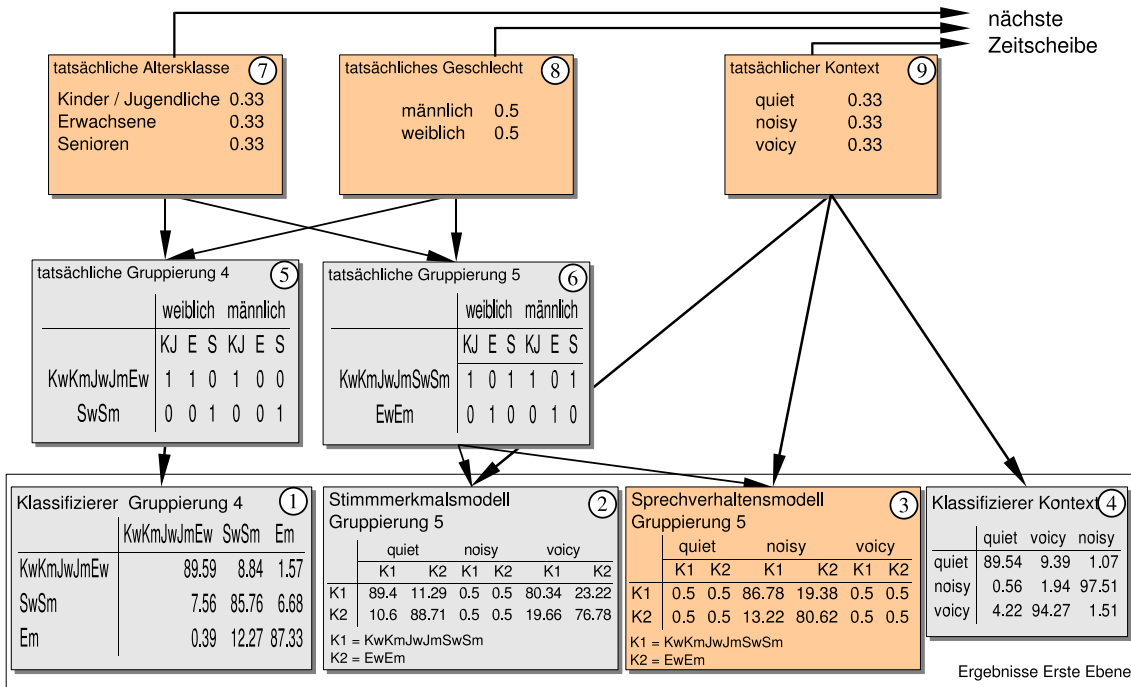 nächste
Zeitscheibe
tatsächliche Altersklasse 7
Kinder / Jugendliche 0.33
Erwachsene 0.33
Senioren 0.33
tatsächliches Geschlecht 8
männlich 0.5
weiblich 0.5
tatsächlicher Kontext 9
quiet 0.33
noisy 0.33
voicy 0.33
tatsächliche Gruppierung 4 5
weiblich männlich
KJ E S KJ E S
KwKmJwJmEw 1 1 0 1 0 0
SwSm 0 0 1 0 0 1
tatsächliche Gruppierung 5 6
weiblich männlich
KJ E S KJ E S
KwKmJwJmSwSm 1 0 1 1 0 1
EwEm 0 1 0 0 1 0
Klassifizierer Gruppierung 4 1
KwKmJwJmEw SwSm Em
KwKmJwJmEw 89.59 8.84 1.57
SwSm 7.56 85.76 6.68
Em 0.39 12.27 87.33
Stimmmerkmalsmodell 2
Gruppierung 5
quiet noisy voicy
K1 K2 K1 K2 K1 K2
K1 89.4 11.29 0.5 0.5 80.34 23.22
K2 10.6 88.71 0.5 0.5 19.66 76.78
K1 = KwKmJwJmSwSm
K2 = EwEm
Sprechverhaltensmodell 3
Gruppierung 5
quiet noisy voicy
K1 K2 K1 K2 K1 K2
K1 0.5 0.5 86.78 19.38 0.5 0.5
K2 0.5 0.5 13.22 80.62 0.5 0.5
K1 = KwKmJwJmSwSm
K2 = EwEm
Klassifizierer Kontext 4
quiet voicy noisy
quiet 89.54 9.39 1.07
noisy 0.56 1.94 97.51
voicy 4.22 94.27 1.51
Ergebnisse Erste Ebene